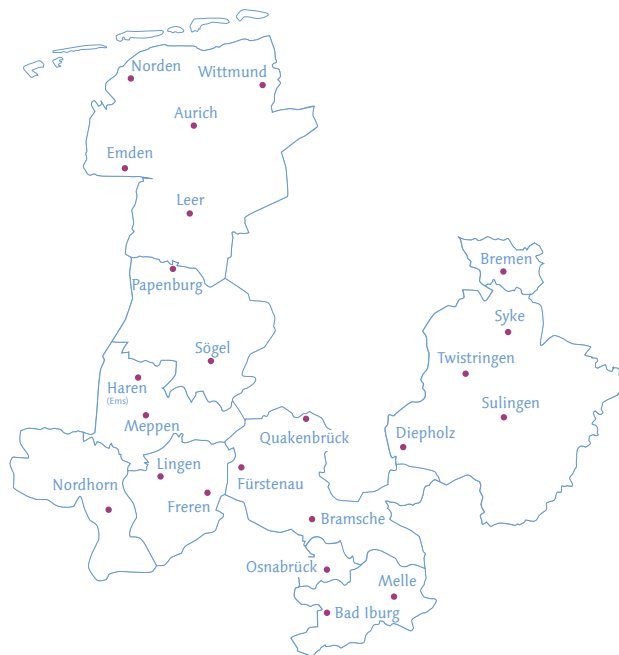 Norden
Wittmund
Aurich
Emden
Leer
Bremen
Papenburg
Syke
Sögel
Twistringen
Haren
(Ems)
Sulingen
Meppen
Quakenbrück
Diepholz
Lingen
Nordhorn
Fürstenau
Freren
Bramsche
Osnabrück
Melle
Bad Iburg